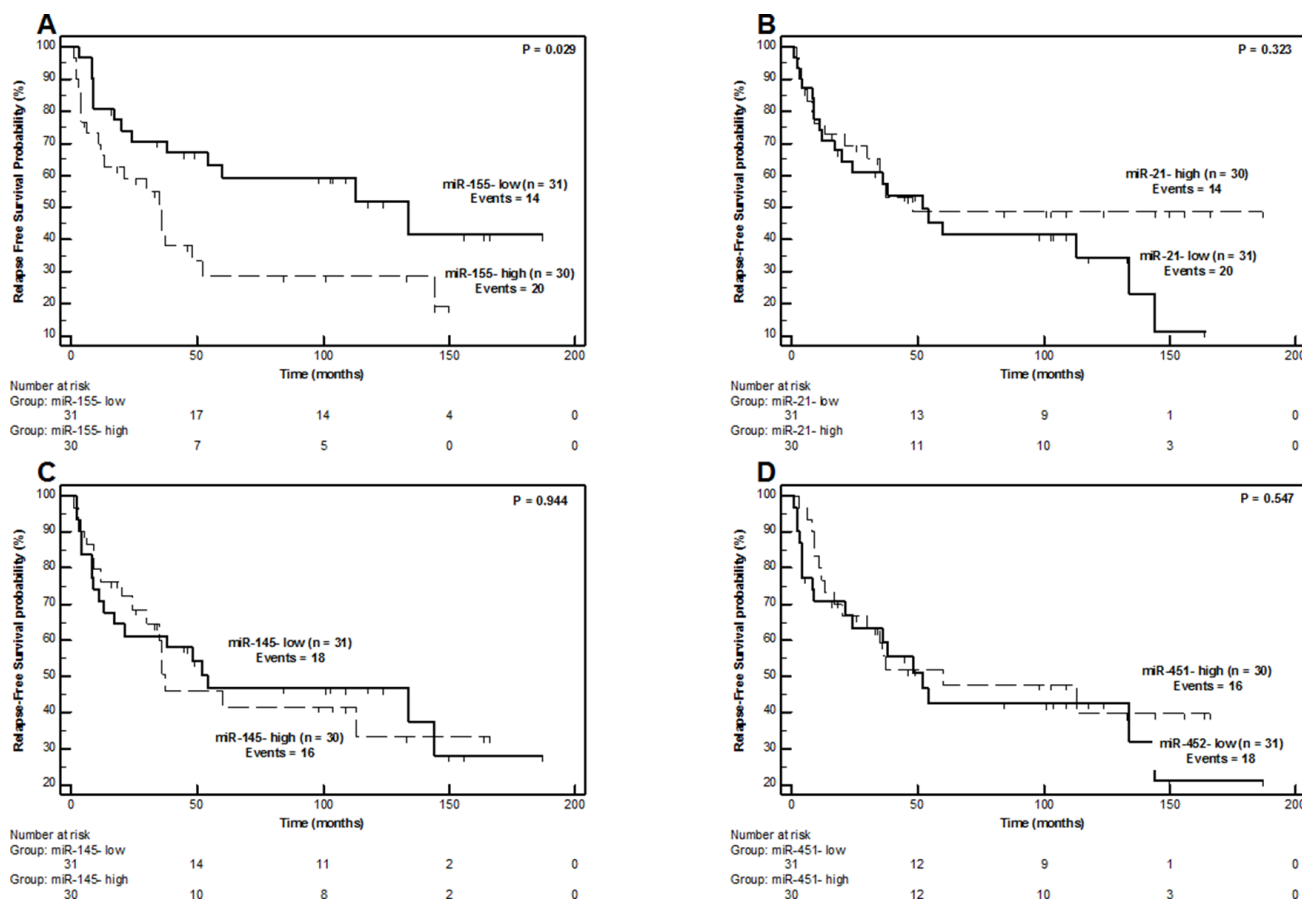 A
P = 0.029
Relapse Free Survival Probability (%)
100
90
80
70
60
50
40
30
20
10
miR-155- low (n = 31)
Events = 14
miR-155- high (n = 30)
Events = 20
0 50 100 150 200
Time (months)
Number at risk
Group: miR-155- low
31 17 14 4 0
Group: miR-155- high
30 7 5 0 0
B
P = 0.323
Relapse-Free Survival Probability (%)
100
90
80
70
60
50
40
30
20
10
miR-21- high (n = 30)
Events = 14
miR-21- low (n = 31)
Events = 20
0 50 100 150 200
Time (months)
Number at risk
Group: miR-21- low
31 13 9 1 0
Group: miR-21- high
30 11 10 3 0
C
P = 0.944
Relapse-Free Survival probability (%)
100
90
80
70
60
50
40
30
20
miR-145- low (n = 31)
Events = 18
miR-145- high (n = 30)
Events = 16
0 50 100 150 200
Time (months)
Number at risk
Group: miR-145- low
31 14 11 2 0
Group: miR-145- high
30 10 8 2 0
D
P = 0.547
Relapse-Free Survival probability (%)
100
90
80
70
60
50
40
30
20
miR-451- high (n = 30)
Events = 16
miR-452- low (n = 31)
Events = 18
0 50 100 150 200
Time (months)
Number at risk
Group: miR-451- low
31 12 9 1 0
Group: miR-451- high
30 12 10 3 0